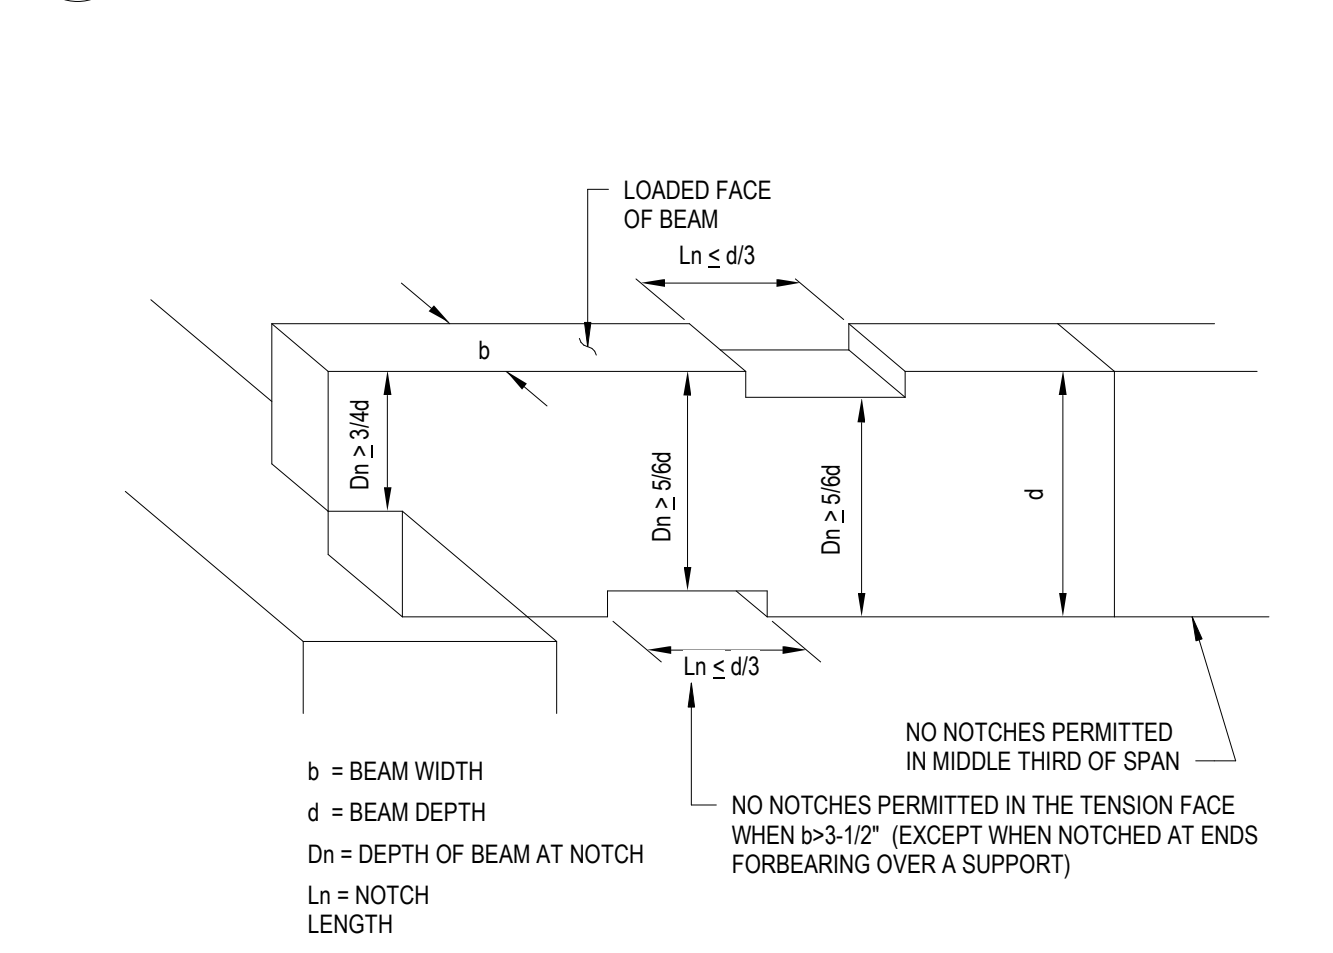 LOADED FACE
OF BEAM
Ln ≤ d/3
b
Dn ≥ 3/4d
Dn ≥ 5/6d
Dn ≥ 5/6d
d
Ln ≤ d/3
NO NOTCHES PERMITTED
IN MIDDLE THIRD OF SPAN
b = BEAM WIDTH
d = BEAM DEPTH
Dn = DEPTH OF BEAM AT NOTCH
Ln = NOTCH
LENGTH
NO NOTCHES PERMITTED IN THE TENSION FACE
WHEN b>3-1/2" (EXCEPT WHEN NOTCHED AT ENDS
FORBEARING OVER A SUPPORT)